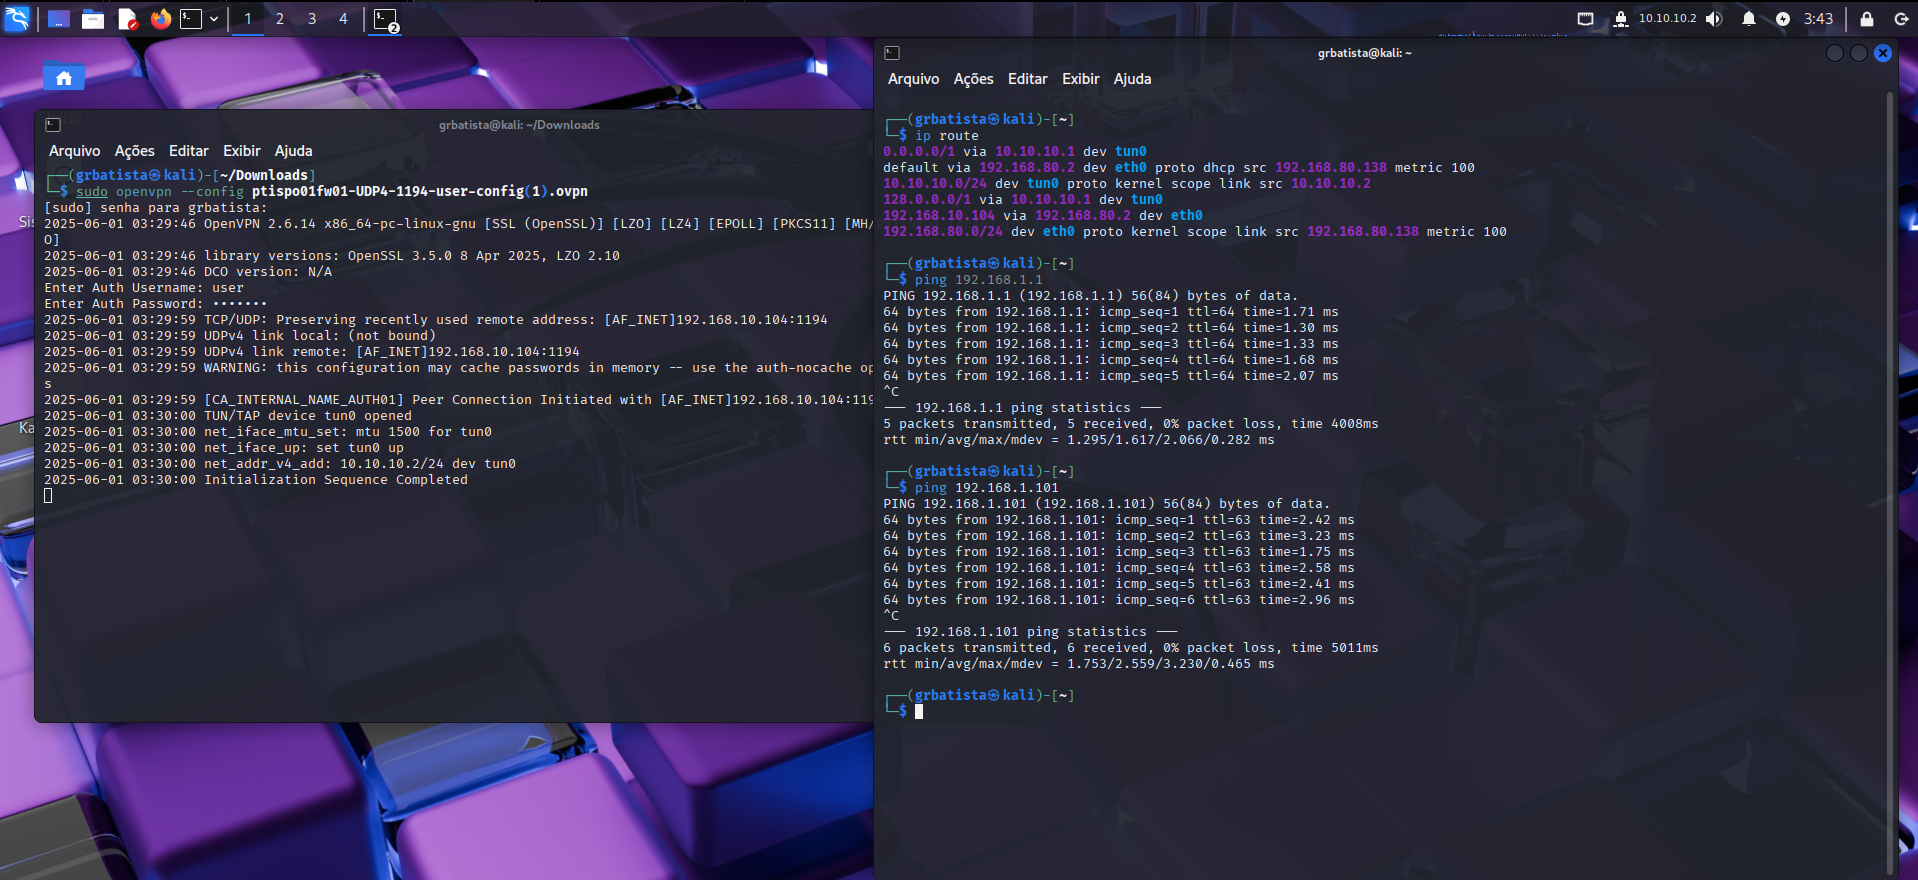 1 2 3 4 2 10.10.10.2 3:43
grbatista@kali: ~/Downloads
Arquivo Ações Editar Exibir Ajuda
┌──(grbatista㉿kali)-[~/Downloads]
└─$ sudo openvpn --config ptispo01fw01-UDP4-1194-user-config(1).ovpn
[sudo] senha para grbatista:
2025-06-01 03:29:46 OpenVPN 2.6.14 x86_64-pc-linux-gnu [SSL (OpenSSL)] [LZO] [LZ4] [EPOLL] [PKCS11] [MH/
O]
2025-06-01 03:29:46 library versions: OpenSSL 3.5.0 8 Apr 2025, LZO 2.10
2025-06-01 03:29:46 DCO version: N/A
Enter Auth Username: user
Enter Auth Password: •••••••
2025-06-01 03:29:59 TCP/UDP: Preserving recently used remote address: [AF_INET]192.168.10.104:1194
2025-06-01 03:29:59 UDPv4 link local: (not bound)
2025-06-01 03:29:59 UDPv4 link remote: [AF_INET]192.168.10.104:1194
2025-06-01 03:29:59 WARNING: this configuration may cache passwords in memory -- use the auth-nocache op
s
2025-06-01 03:29:59 [CA_INTERNAL_NAME_AUTH01] Peer Connection Initiated with [AF_INET]192.168.10.104:119
2025-06-01 03:30:00 TUN/TAP device tun0 opened
2025-06-01 03:30:00 net_iface_mtu_set: mtu 1500 for tun0
2025-06-01 03:30:00 net_iface_up: set tun0 up
2025-06-01 03:30:00 net_addr_v4_add: 10.10.10.2/24 dev tun0
2025-06-01 03:30:00 Initialization Sequence Completed
Sis
Ka
grbatista@kali: ~
Arquivo Ações Editar Exibir Ajuda
┌──(grbatista㉿kali)-[~]
└─$ ip route
0.0.0.0/1 via 10.10.10.1 dev tun0
default via 192.168.80.2 dev eth0 proto dhcp src 192.168.80.138 metric 100
10.10.10.0/24 dev tun0 proto kernel scope link src 10.10.10.2
128.0.0.0/1 via 10.10.10.1 dev tun0
192.168.10.104 via 192.168.80.2 dev eth0
192.168.80.0/24 dev eth0 proto kernel scope link src 192.168.80.138 metric 100
┌──(grbatista㉿kali)-[~]
└─$ ping 192.168.1.1
PING 192.168.1.1 (192.168.1.1) 56(84) bytes of data.
64 bytes from 192.168.1.1: icmp_seq=1 ttl=64 time=1.71 ms
64 bytes from 192.168.1.1: icmp_seq=2 ttl=64 time=1.30 ms
64 bytes from 192.168.1.1: icmp_seq=3 ttl=64 time=1.33 ms
64 bytes from 192.168.1.1: icmp_seq=4 ttl=64 time=1.68 ms
64 bytes from 192.168.1.1: icmp_seq=5 ttl=64 time=2.07 ms
^C
--- 192.168.1.1 ping statistics ---
5 packets transmitted, 5 received, 0% packet loss, time 4008ms
rtt min/avg/max/mdev = 1.295/1.617/2.066/0.282 ms
┌──(grbatista㉿kali)-[~]
└─$ ping 192.168.1.101
PING 192.168.1.101 (192.168.1.101) 56(84) bytes of data.
64 bytes from 192.168.1.101: icmp_seq=1 ttl=63 time=2.42 ms
64 bytes from 192.168.1.101: icmp_seq=2 ttl=63 time=3.23 ms
64 bytes from 192.168.1.101: icmp_seq=3 ttl=63 time=1.75 ms
64 bytes from 192.168.1.101: icmp_seq=4 ttl=63 time=2.58 ms
64 bytes from 192.168.1.101: icmp_seq=5 ttl=63 time=2.41 ms
64 bytes from 192.168.1.101: icmp_seq=6 ttl=63 time=2.96 ms
^C
--- 192.168.1.101 ping statistics ---
6 packets transmitted, 6 received, 0% packet loss, time 5011ms
rtt min/avg/max/mdev = 1.753/2.559/3.230/0.465 ms
┌──(grbatista㉿kali)-[~]
└─$